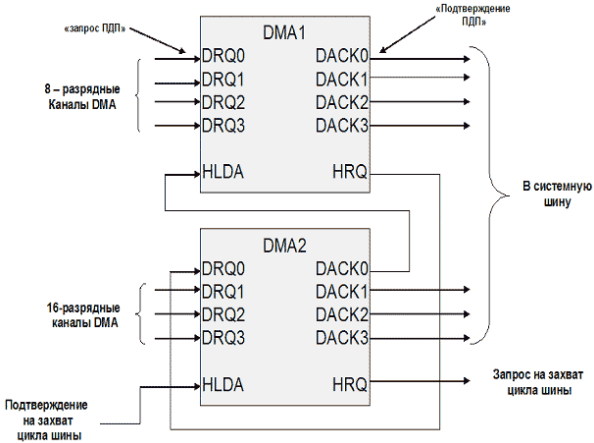 «запрос ПДП»
«Подтверждение
ПДП»
DMA1
DRQ0
DACK0
DRQ1
DACK1
DRQ2
DACK2
DRQ3
DACK3
HLDA
HRQ
8 – разрядные
Каналы DMA
В системную
шину
DMA2
DRQ0
DACK0
DRQ1
DACK1
DRQ2
DACK2
DRQ3
DACK3
HLDA
HRQ
16-разрядные
каналы DMA
Запрос на захват
цикла шины
Подтверждение
на захват
цикла шины